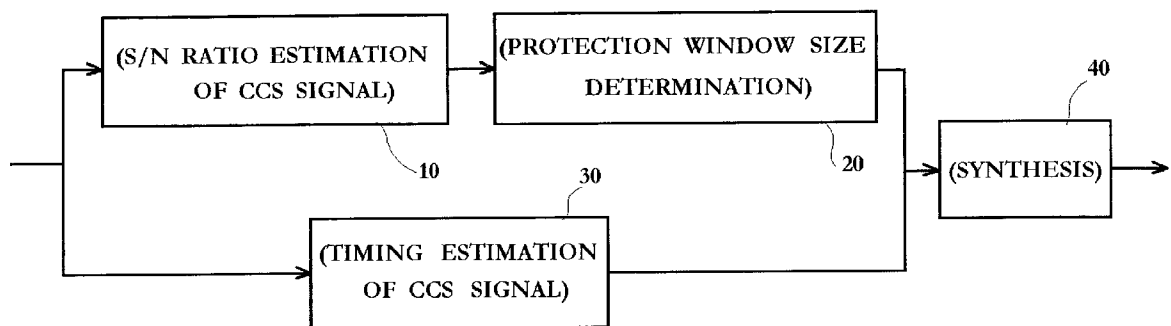 (S/N RATIO ESTIMATION
OF CCS SIGNAL)
10
(PROTECTION WINDOW SIZE
DETERMINATION)
20
40
(SYNTHESIS)
30
(TIMING ESTIMATION
OF CCS SIGNAL)